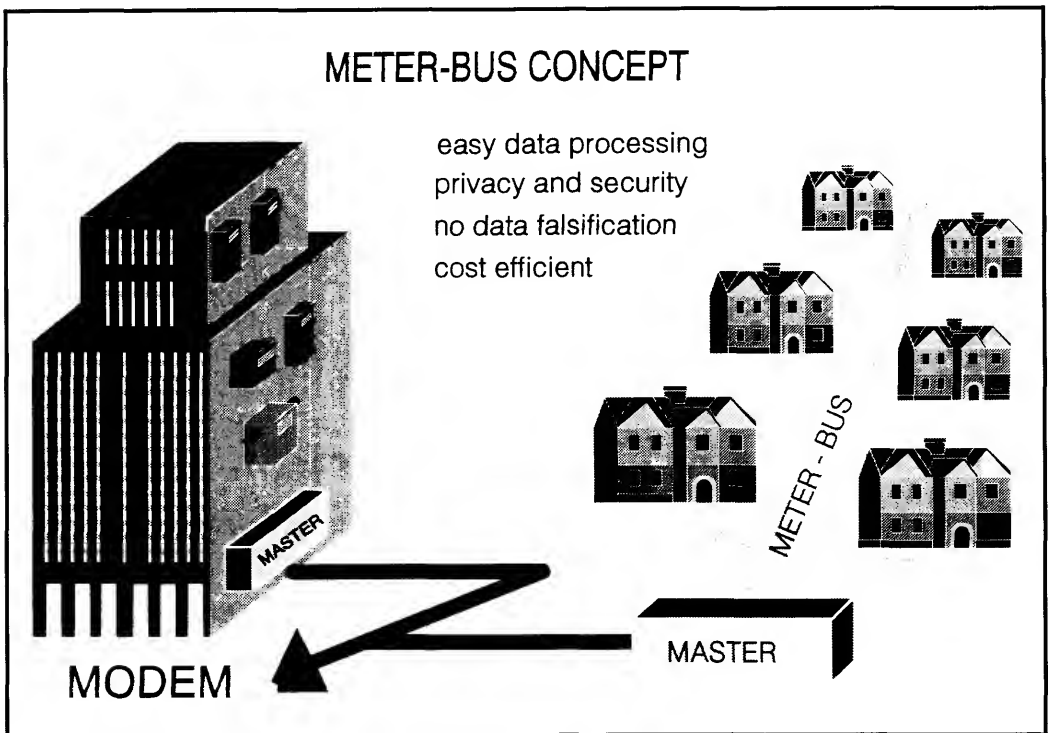 METER-BUS CONCEPT
easy data processing
privacy and security
no data falsification
cost efficient
METER - BUS
MASTER
MASTER
MODEM